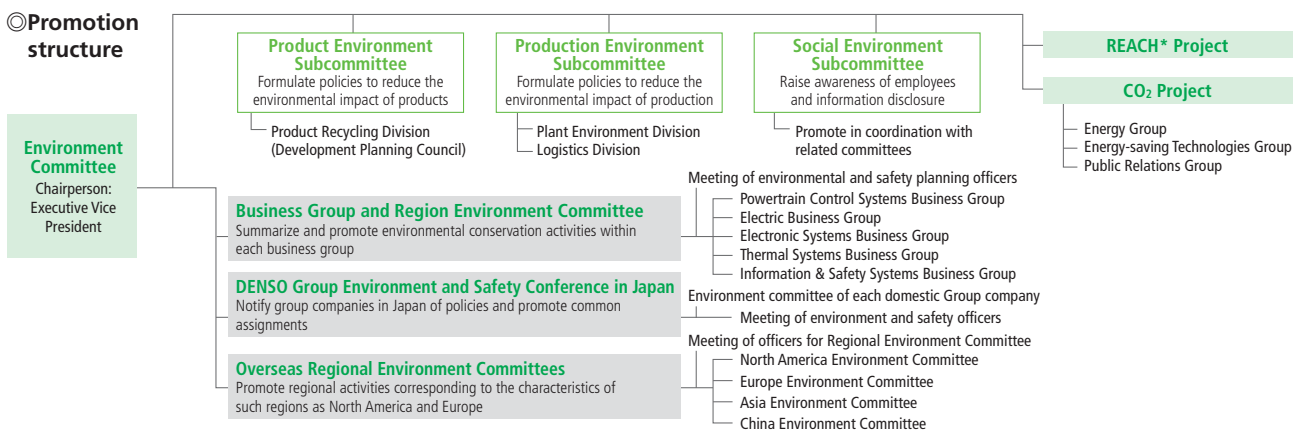 ◎Promotion
structure
Environment
Committee
Chairperson:
Executive Vice
President
Product Environment
Subcommittee
Formulate policies to reduce the
environmental impact of products
Product Recycling Division
(Development Planning Council)
Production Environment
Subcommittee
Formulate policies to reduce the
environmental impact of production
Plant Environment Division
Logistics Division
Social Environment
Subcommittee
Raise awareness of employees
and information disclosure
Promote in coordination with
related committees
REACH* Project
CO₂ Project
Energy Group
Energy-saving Technologies Group
Public Relations Group
Business Group and Region Environment Committee
Summarize and promote environmental conservation activities within
each business group
Meeting of environmental and safety planning officers
Powertrain Control Systems Business Group
Electric Business Group
Electronic Systems Business Group
Thermal Systems Business Group
Information & Safety Systems Business Group
DENSO Group Environment and Safety Conference in Japan
Notify group companies in Japan of policies and promote common
assignments
Environment committee of each domestic Group company
Meeting of environment and safety officers
Overseas Regional Environment Committees
Promote regional activities corresponding to the characteristics of
such regions as North America and Europe
Meeting of officers for Regional Environment Committee
North America Environment Committee
Europe Environment Committee
Asia Environment Committee
China Environment Committee